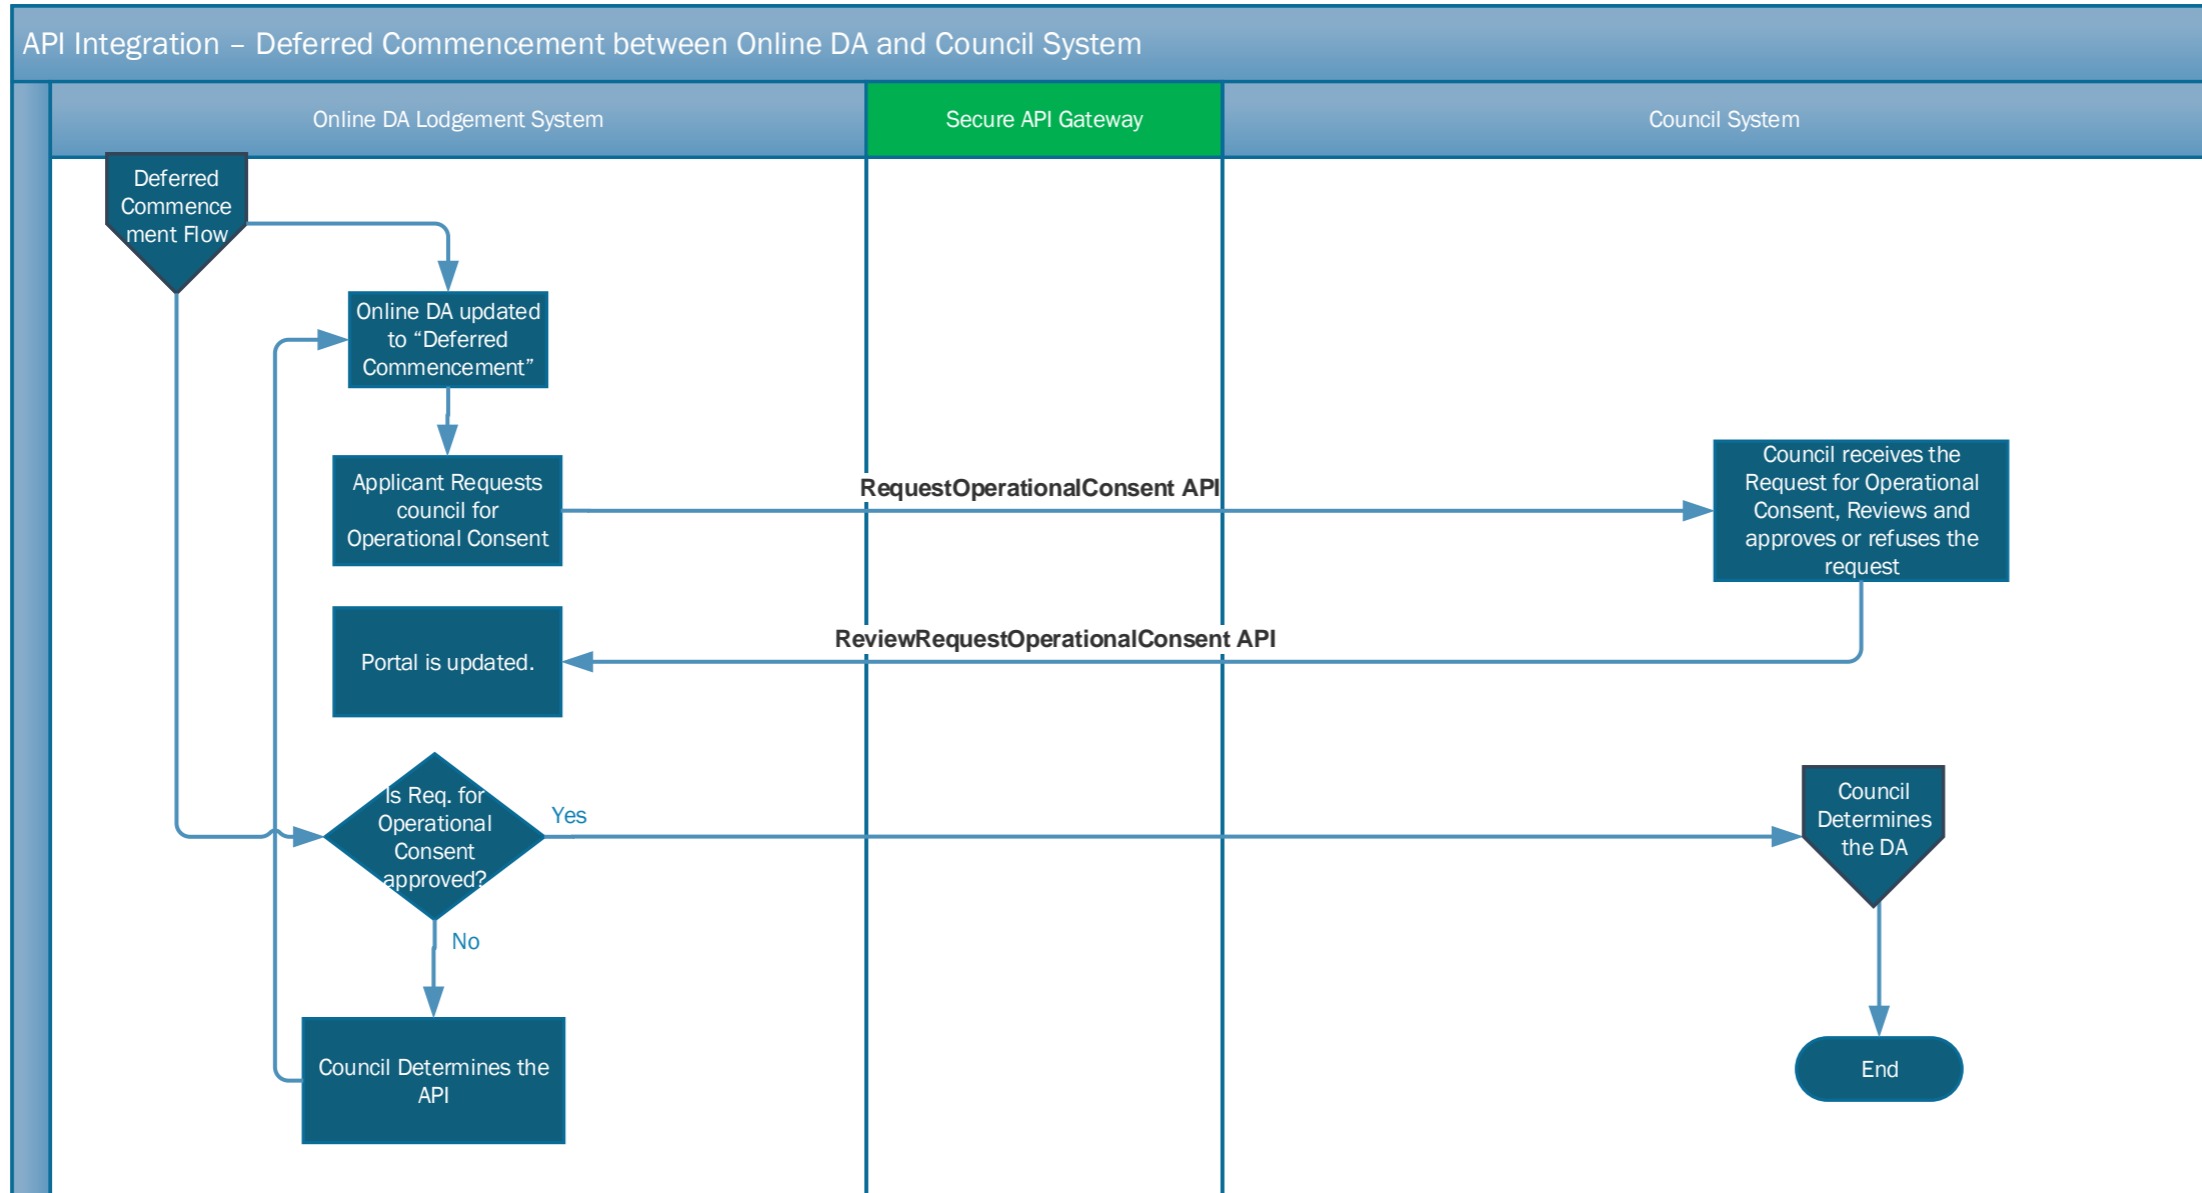 API Integration – Deferred Commencement between Online DA and Council System
Online DA Lodgement System
Secure API Gateway
Council System
Deferred
Commence
ment Flow
Online DA updated
to “Deferred
Commencement”
Applicant Requests
council for
Operational Consent
RequestOperationalConsent API
Council receives the
Request for Operational
Consent, Reviews and
approves or refuses the
request
Portal is updated.
ReviewRequestOperationalConsent API
Is Req. for
Operational
Consent
approved?
Yes
Council
Determines
the DA
No
Council Determines the
API
End